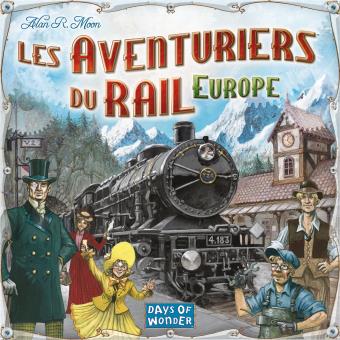 Alan R. Moon
LES AVENTURIERS
DU RAIL EUROPE
4.183
DAYS OF
WONDER